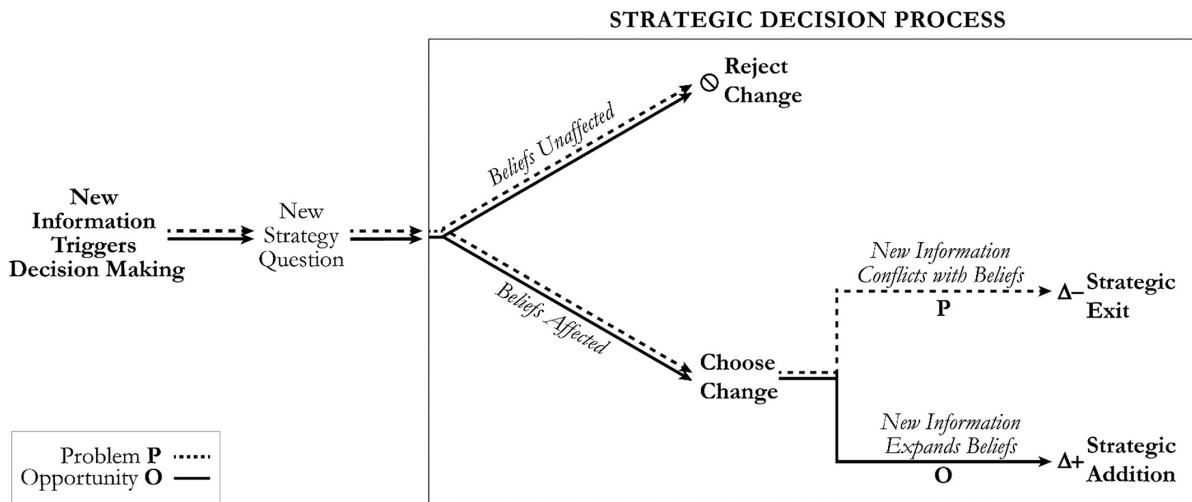 STRATEGIC DECISION PROCESS
Reject
Change
Beliefs Unaffected
New
Information
Triggers
Decision Making
New
Strategy
Question
Beliefs Affected
Choose
Change
New Information
Conflicts with Beliefs
P
Δ– Strategic
Exit
New Information
Expands Beliefs
O
Δ+ Strategic
Addition
Problem P
Opportunity O